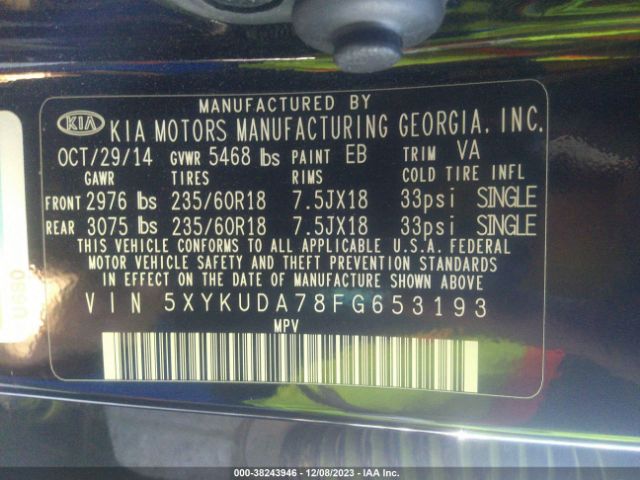 MANUFACTURED BY
KIA KIA MOTORS MANUFACTURING GEORGIA, INC.
OCT/29/14 GVWR 5468 lbs PAINT EB TRIM VA
GAWR TIRES RIMS COLD TIRE INFL
FRONT 2976 lbs 235/60R18 7.5JX18 33psi SINGLE
REAR 3075 lbs 235/60R18 7.5JX18 33psi SINGLE
THIS VEHICLE CONFORMS TO ALL APPLICABLE U.S.A. FEDERAL
MOTOR VEHICLE SAFETY AND THEFT PREVENTION STANDARDS
IN EFFECT ON THE DATE OF MANUFACTURE SHOWN ABOVE
VIN 5XYKUDA78FG653193
MPV
000-38243946 - 12/08/2023 - IAA Inc.